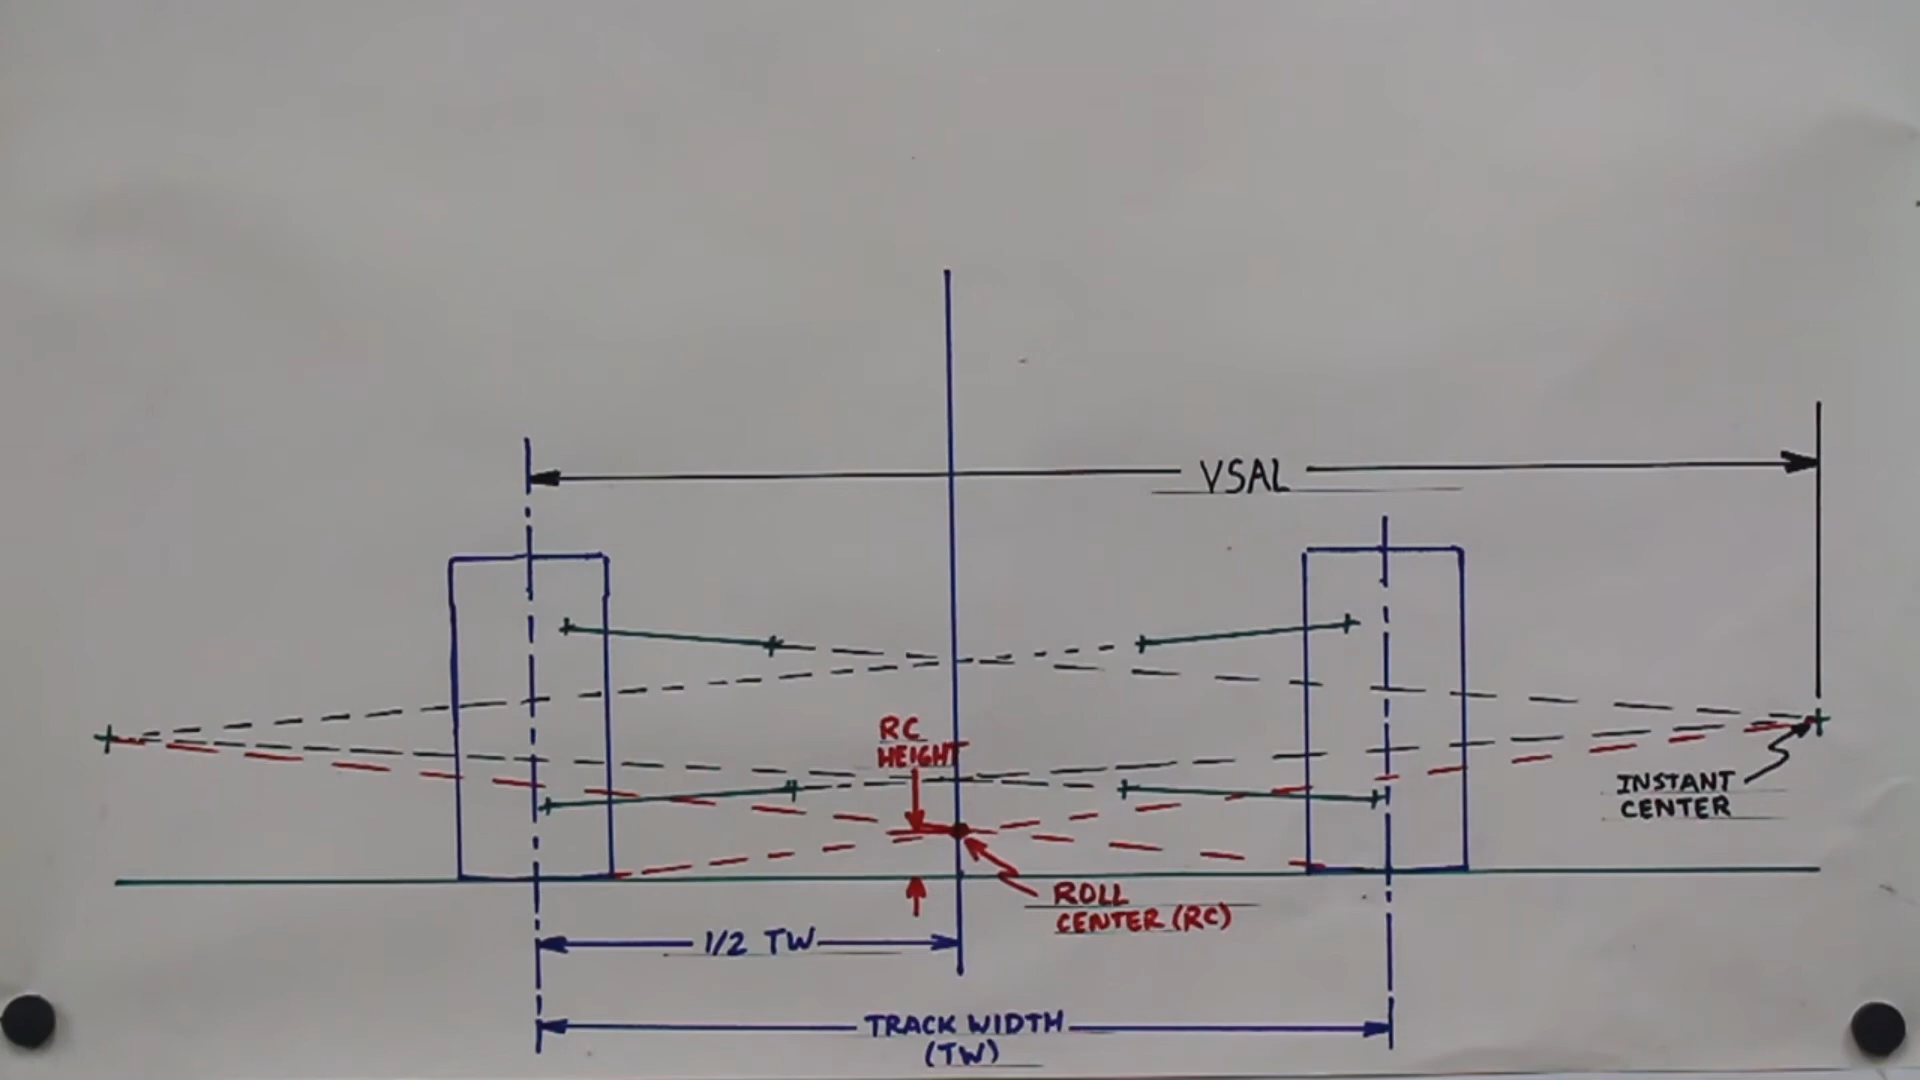 VSAL
RC
HEIGHT
INSTANT
CENTER
ROLL
CENTER (RC)
1/2 TW
TRACK WIDTH
(TW)